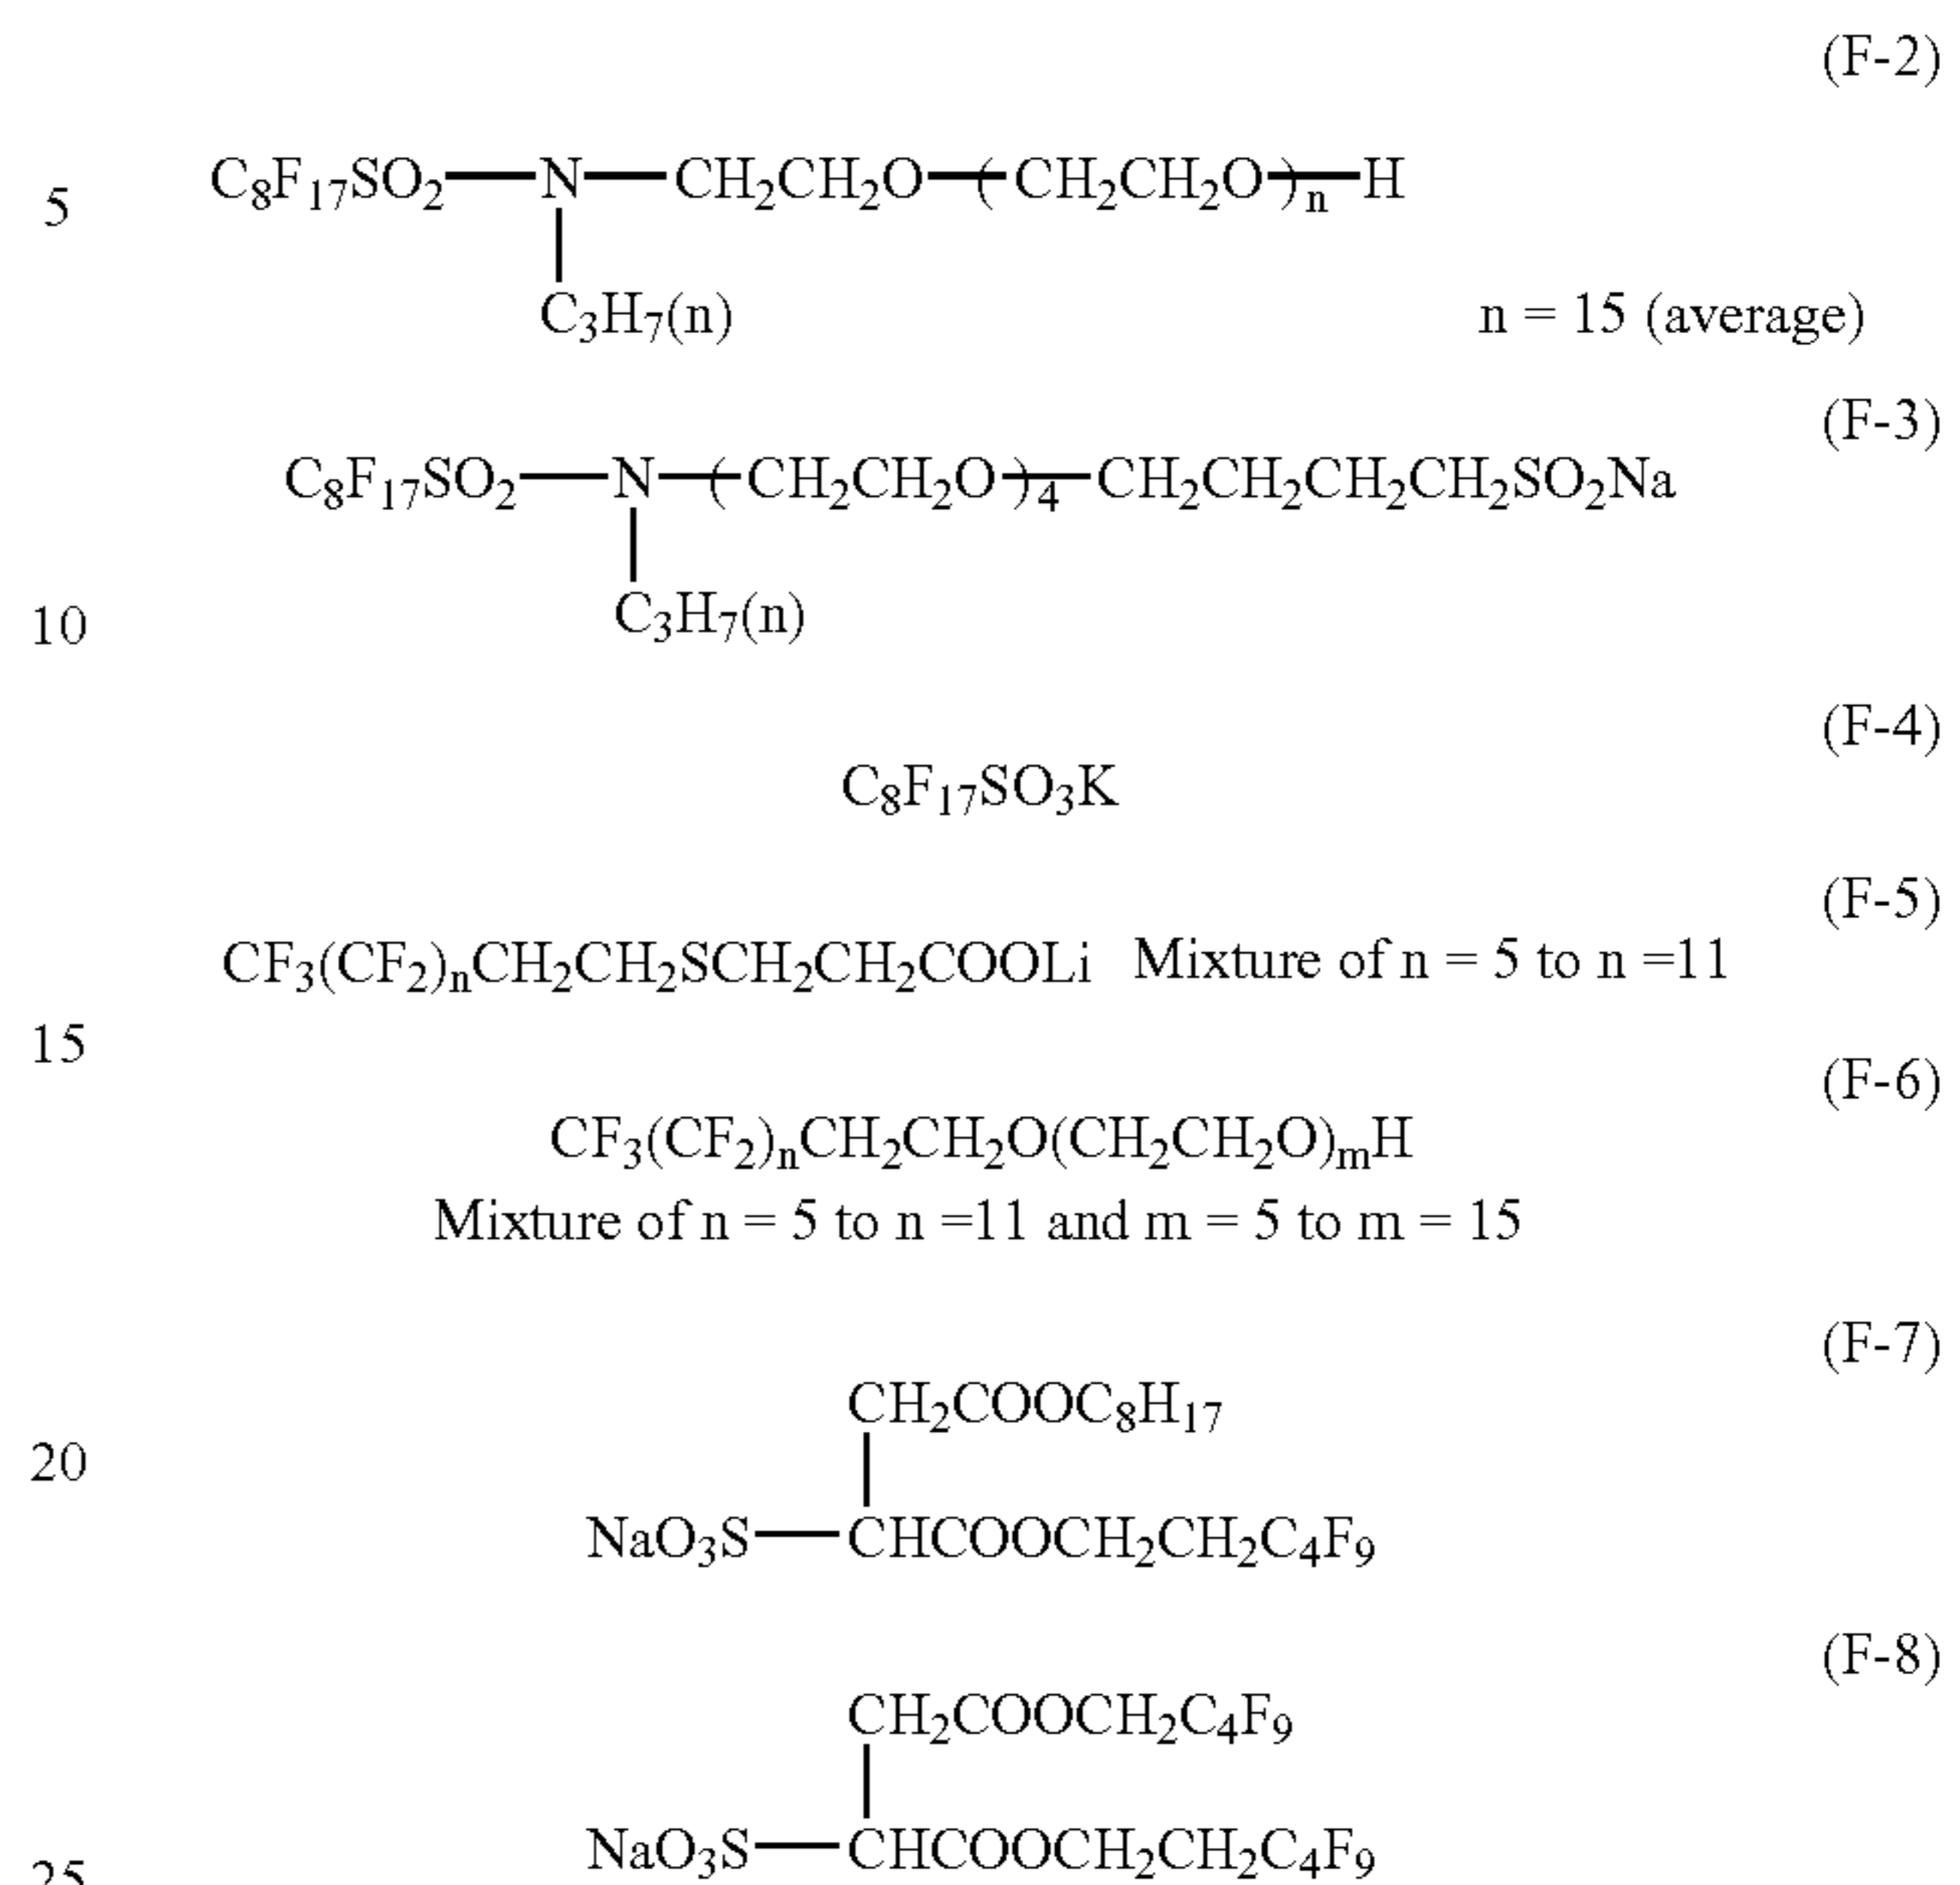 (F-2)
5 C8F17SO2—N—CH2CH2O—(CH2CH2O)n—H
C3H7(n) n = 15 (average)
(F-3)
C8F17SO2—N—(CH2CH2O)4—CH2CH2CH2CH2SO2Na
10 C3H7(n)
(F-4)
C8F17SO3K
(F-5)
CF3(CF2)nCH2CH2SCH2CH2COOLi Mixture of n = 5 to n =11
15
(F-6)
CF3(CF2)nCH2CH2O(CH2CH2O)mH
Mixture of n = 5 to n =11 and m = 5 to m = 15
(F-7)
CH2COOC8H17
20
NaO3S—CHCOOCH2CH2C4F9
(F-8)
CH2COOCH2C4F9
NaO3S—CHCOOCH2CH2C4F9
25